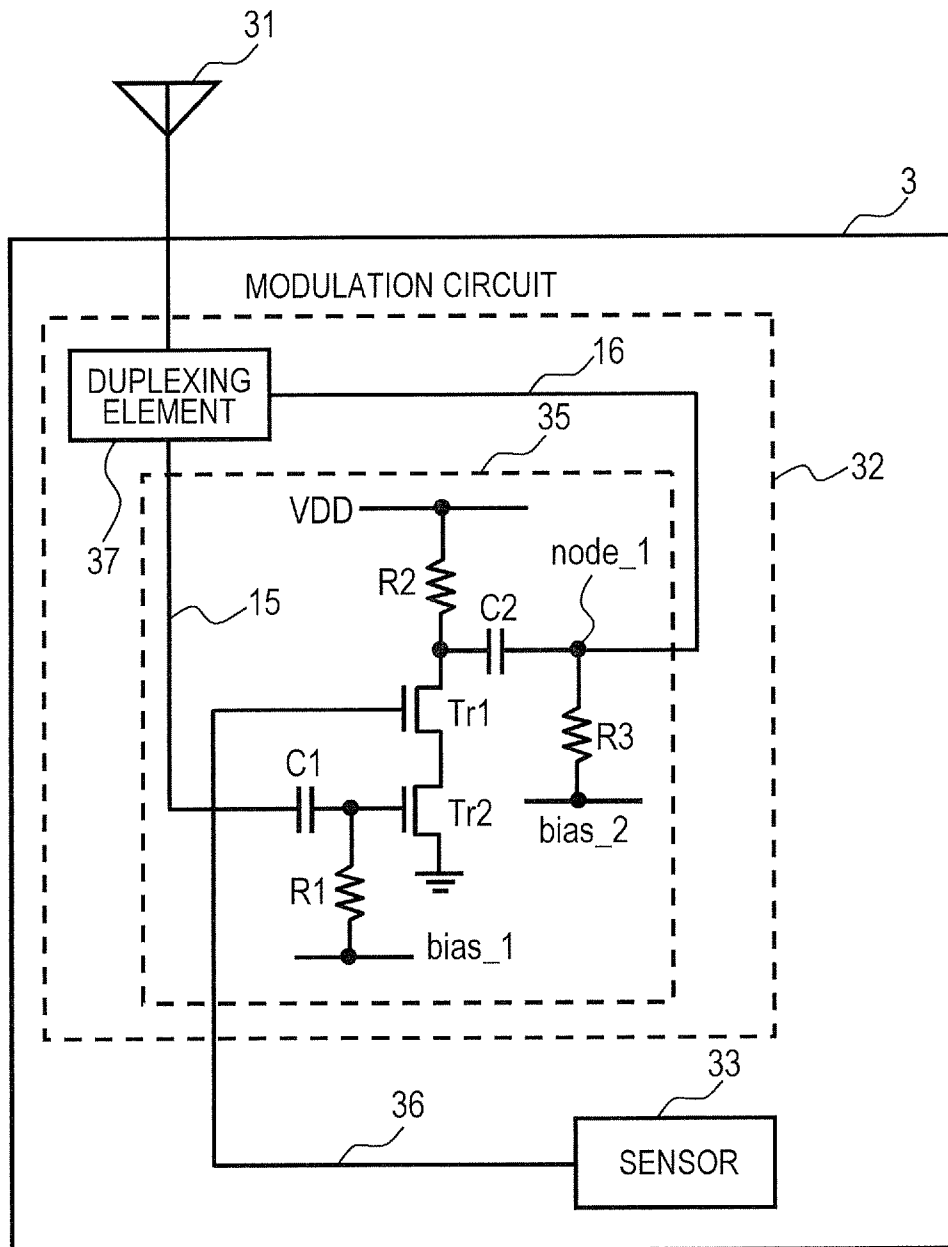 31
3
MODULATION CIRCUIT
DUPLEXING
ELEMENT
16
35
32
37
VDD
node_1
R2
15
C2
Tr1
R3
C1
Tr2
bias_2
R1
bias_1
33
36
SENSOR